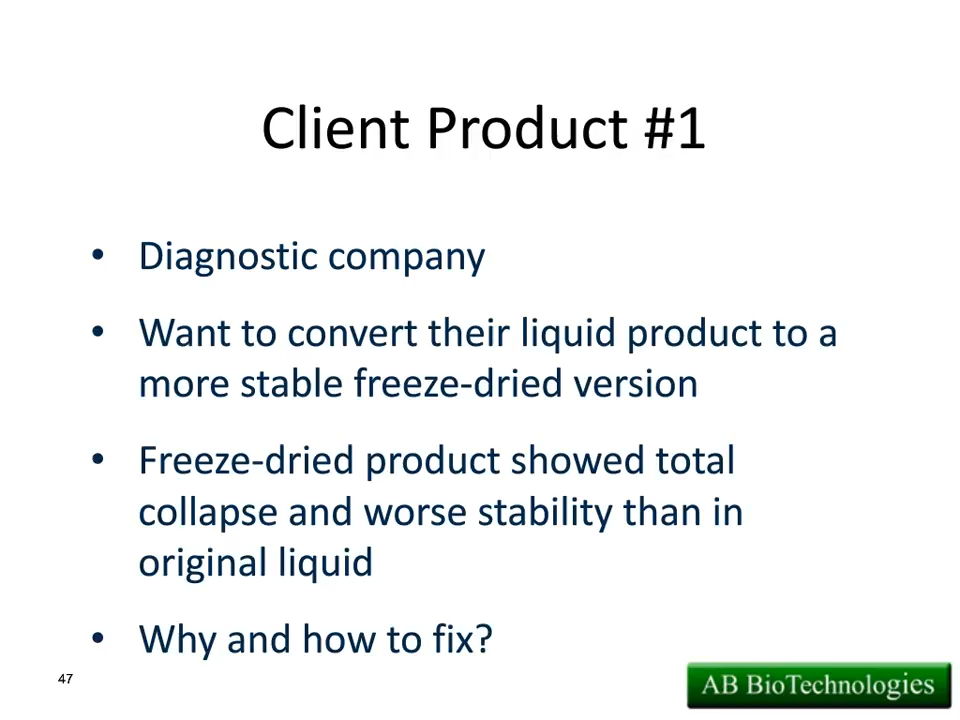 Client Product #1
• Diagnostic company
• Want to convert their liquid product to a
more stable freeze-dried version
• Freeze-dried product showed total
collapse and worse stability than in
original liquid
• Why and how to fix?
47
AB BioTechnologies